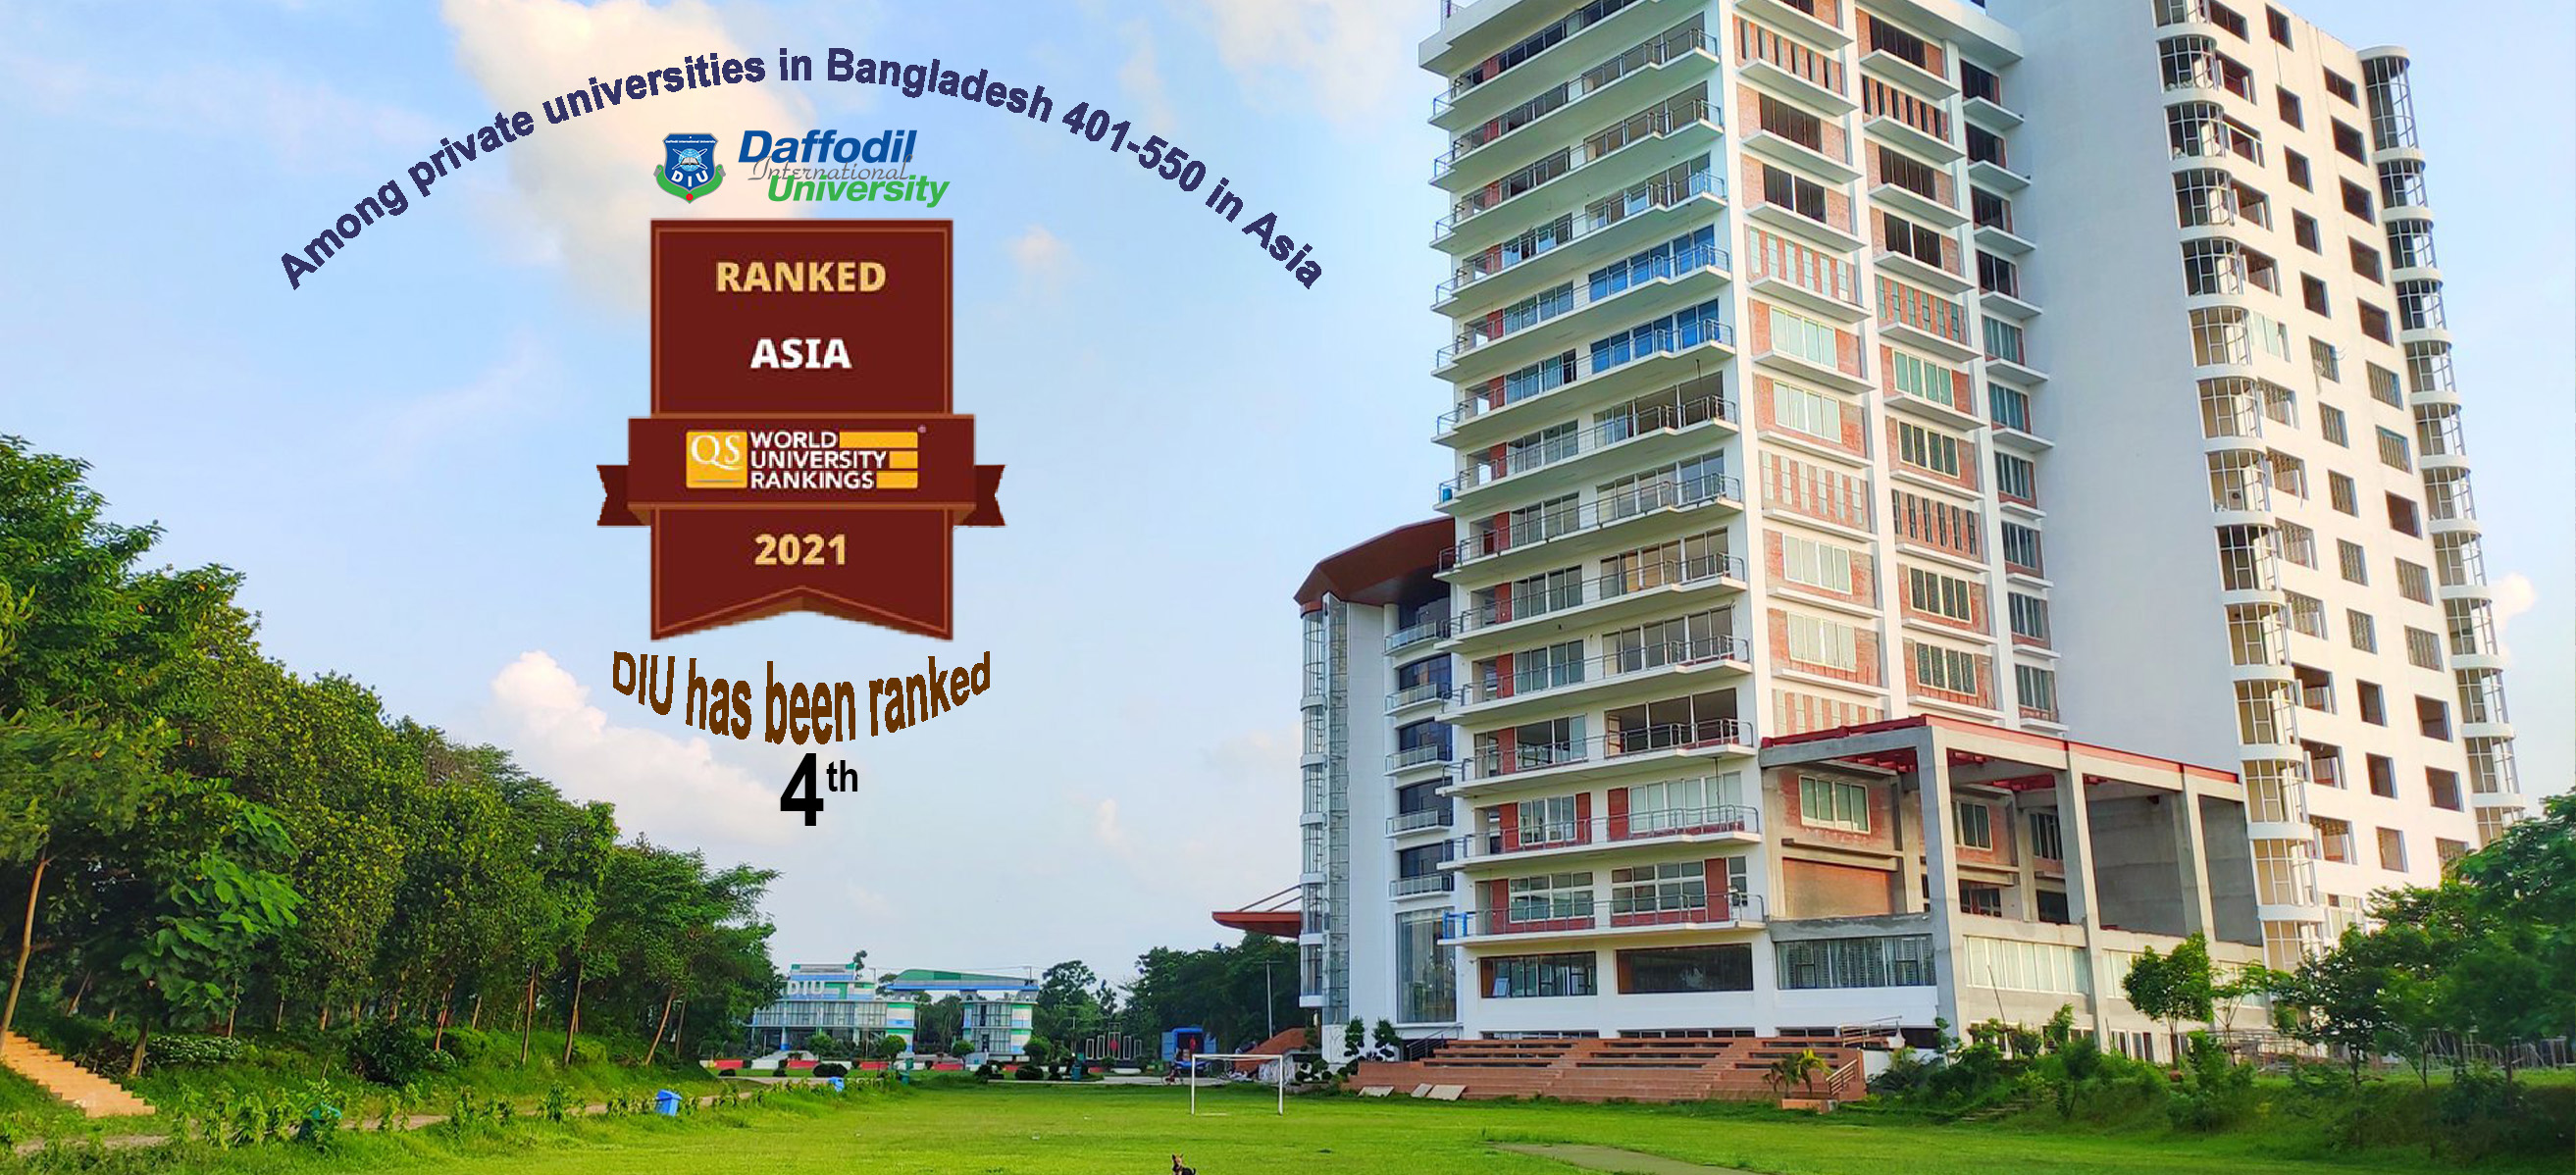 Among private universities in Bangladesh 401-550 in Asia
DIU
Daffodil
International
University
RANKED
ASIA
QS WORLD
UNIVERSITY
RANKINGS
2021
DIU has been ranked
4th
DIU